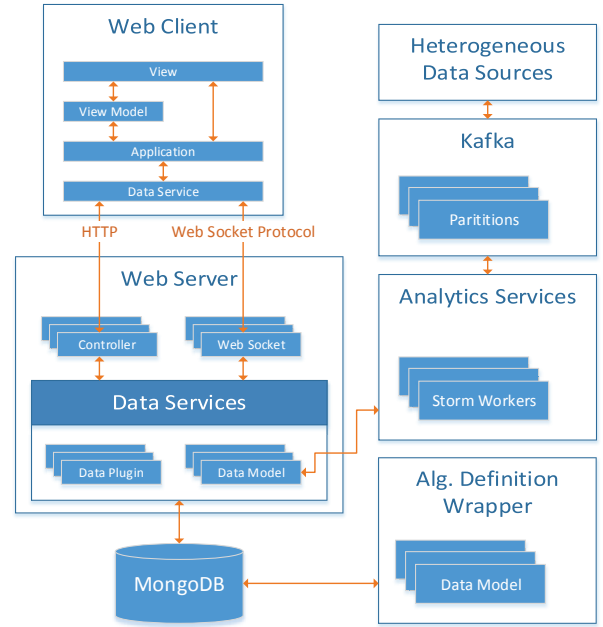 Web Client
View
View Model
Application
Data Service
HTTP
Web Socket Protocol
Web Server
Controller
Web Socket
Data Services
Data Plugin
Data Model
MongoDB
Heterogeneous
Data Sources
Kafka
Parititions
Analytics Services
Storm Workers
Alg. Definition
Wrapper
Data Model